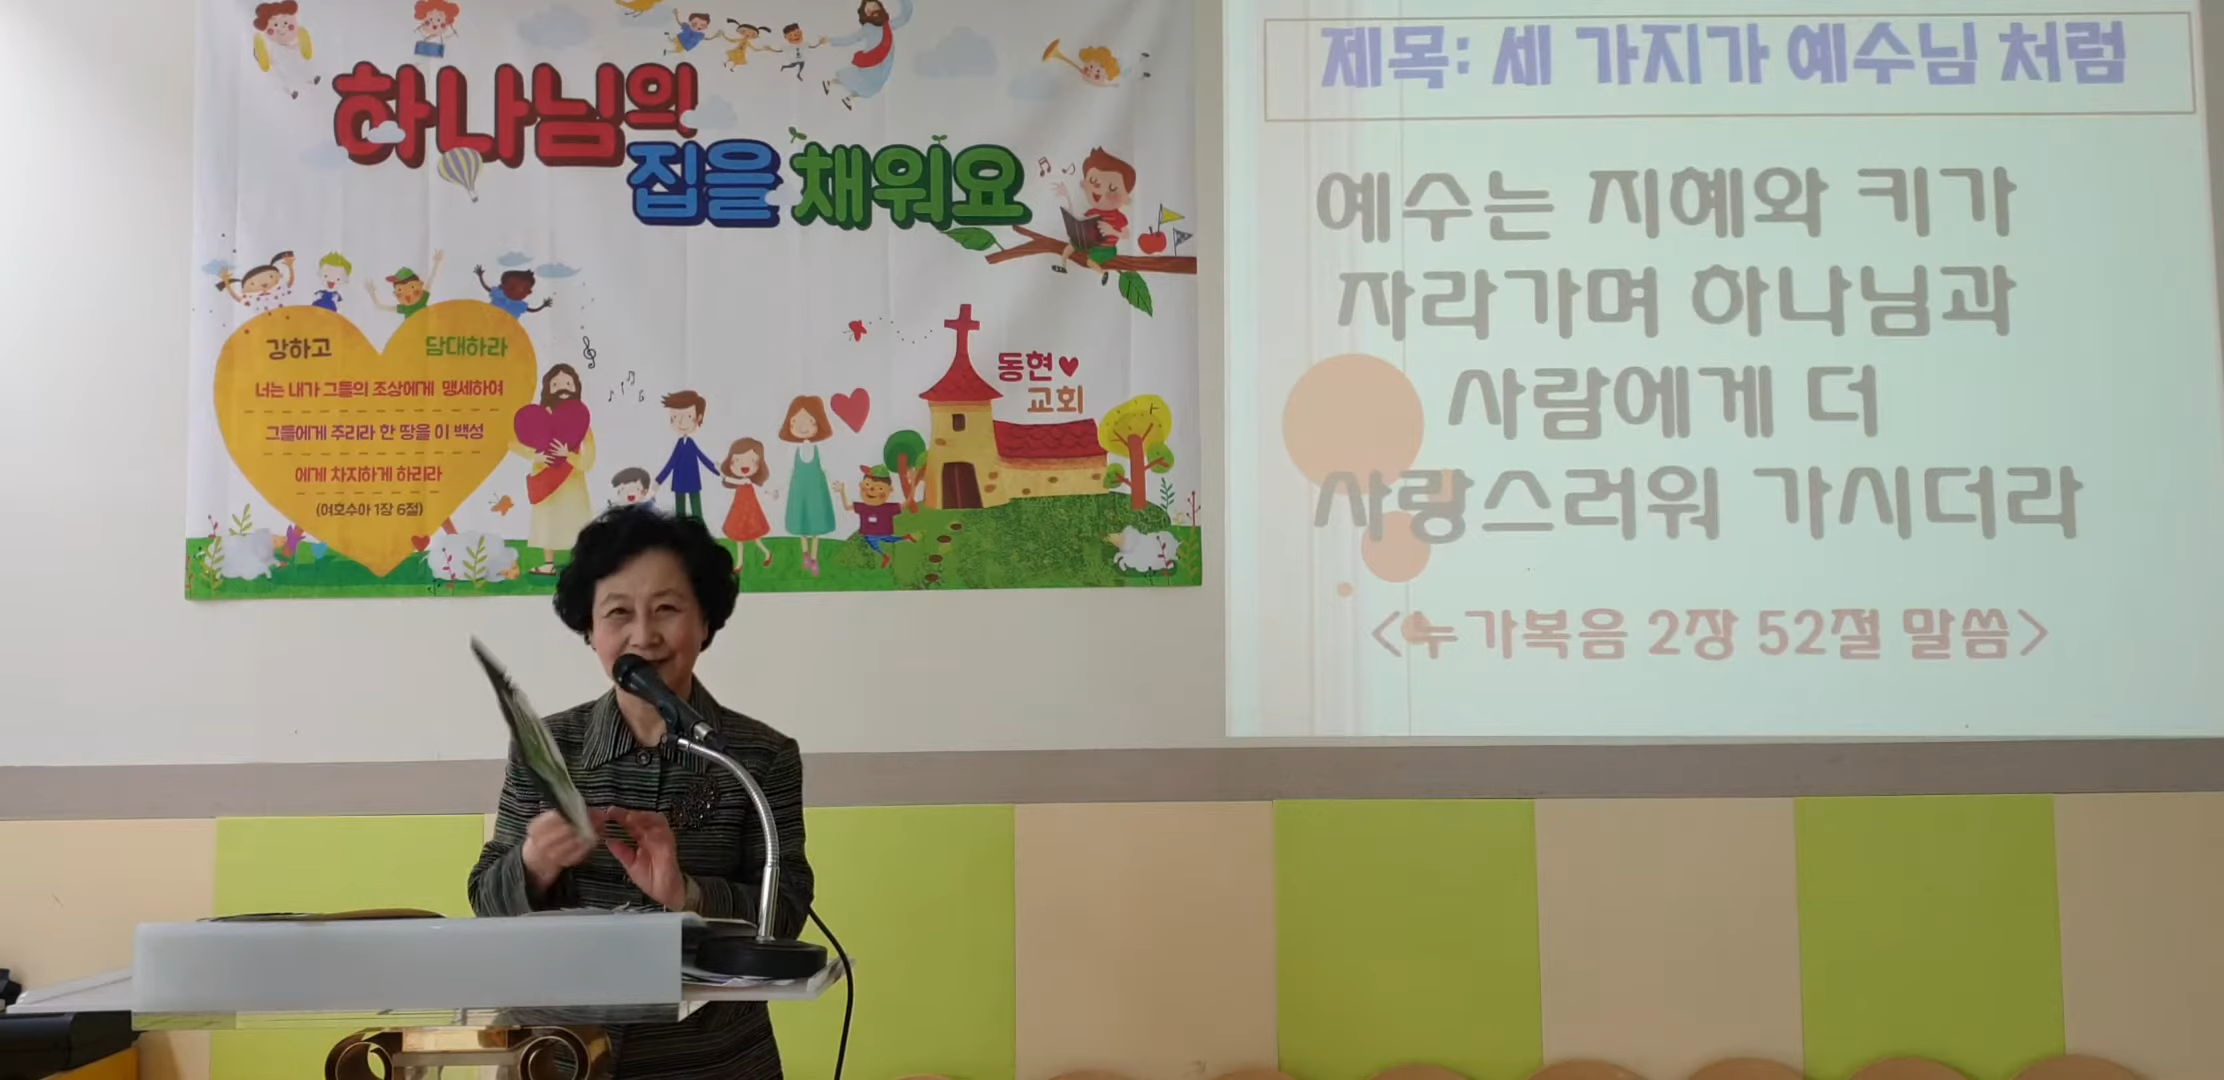 하나님의
집을 채워요
강하고 담대하라
너는 내가 그들의 조상에게 맹세하여
그들에게 주리라 한 땅을 이 백성
에게 차지하게 하리라
(여호수아 1장 6절)
동현
교회
제목: 세 가지가 예수님 처럼
예수는 지혜와 키가
자라가며 하나님과
사람에게 더
사랑스러워 가시더라
<누가복음 2장 52절 말씀>